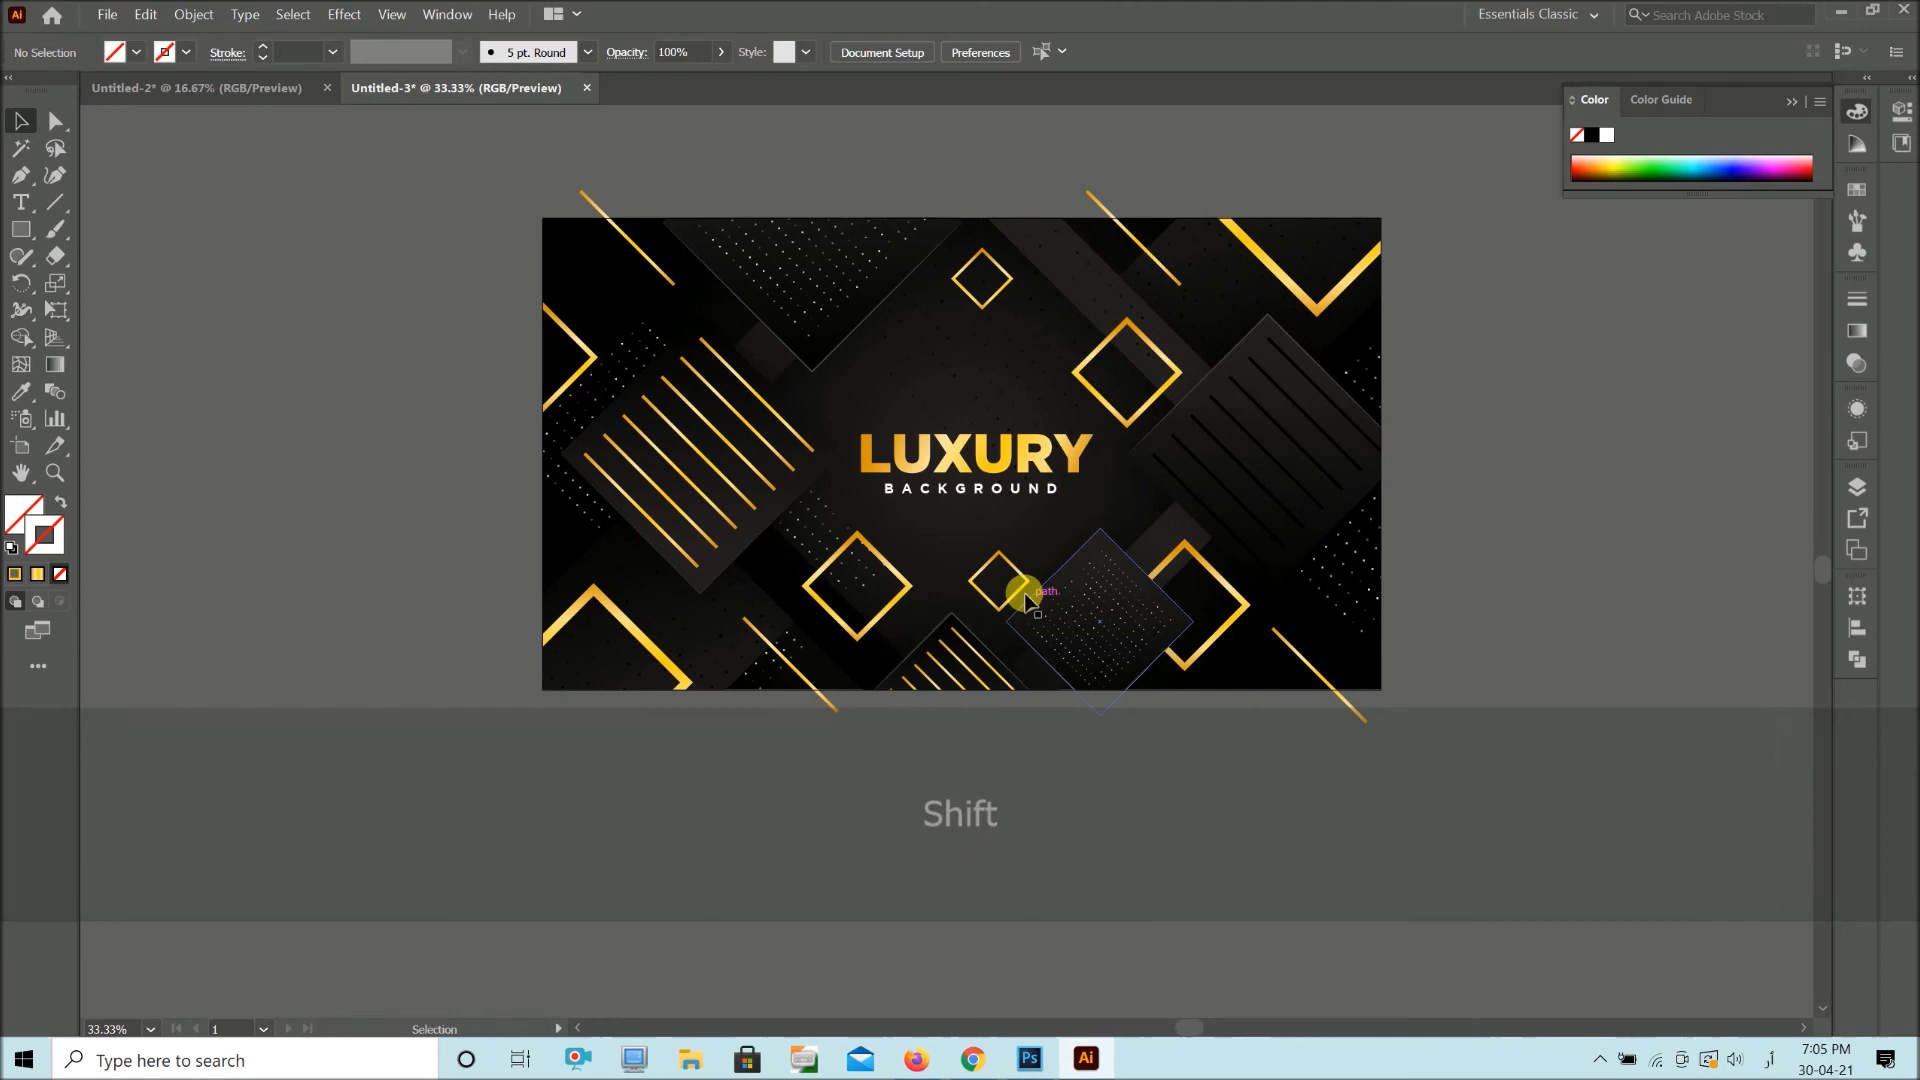 Ai File Edit Object Type Select Effect View Window Help Essentials Classic Search Adobe Stock
No Selection Stroke: 5 pt. Round Opacity: 100% Style: Document Setup Preferences
Untitled-2* @ 16.67% (RGB/Preview) × Untitled-3* @ 33.33% (RGB/Preview) ×
Color Color Guide
LUXURY
BACKGROUND
path
Shift
33.33% 1 Selection
Type here to search Ps Ai 7:05 PM
30-04-21